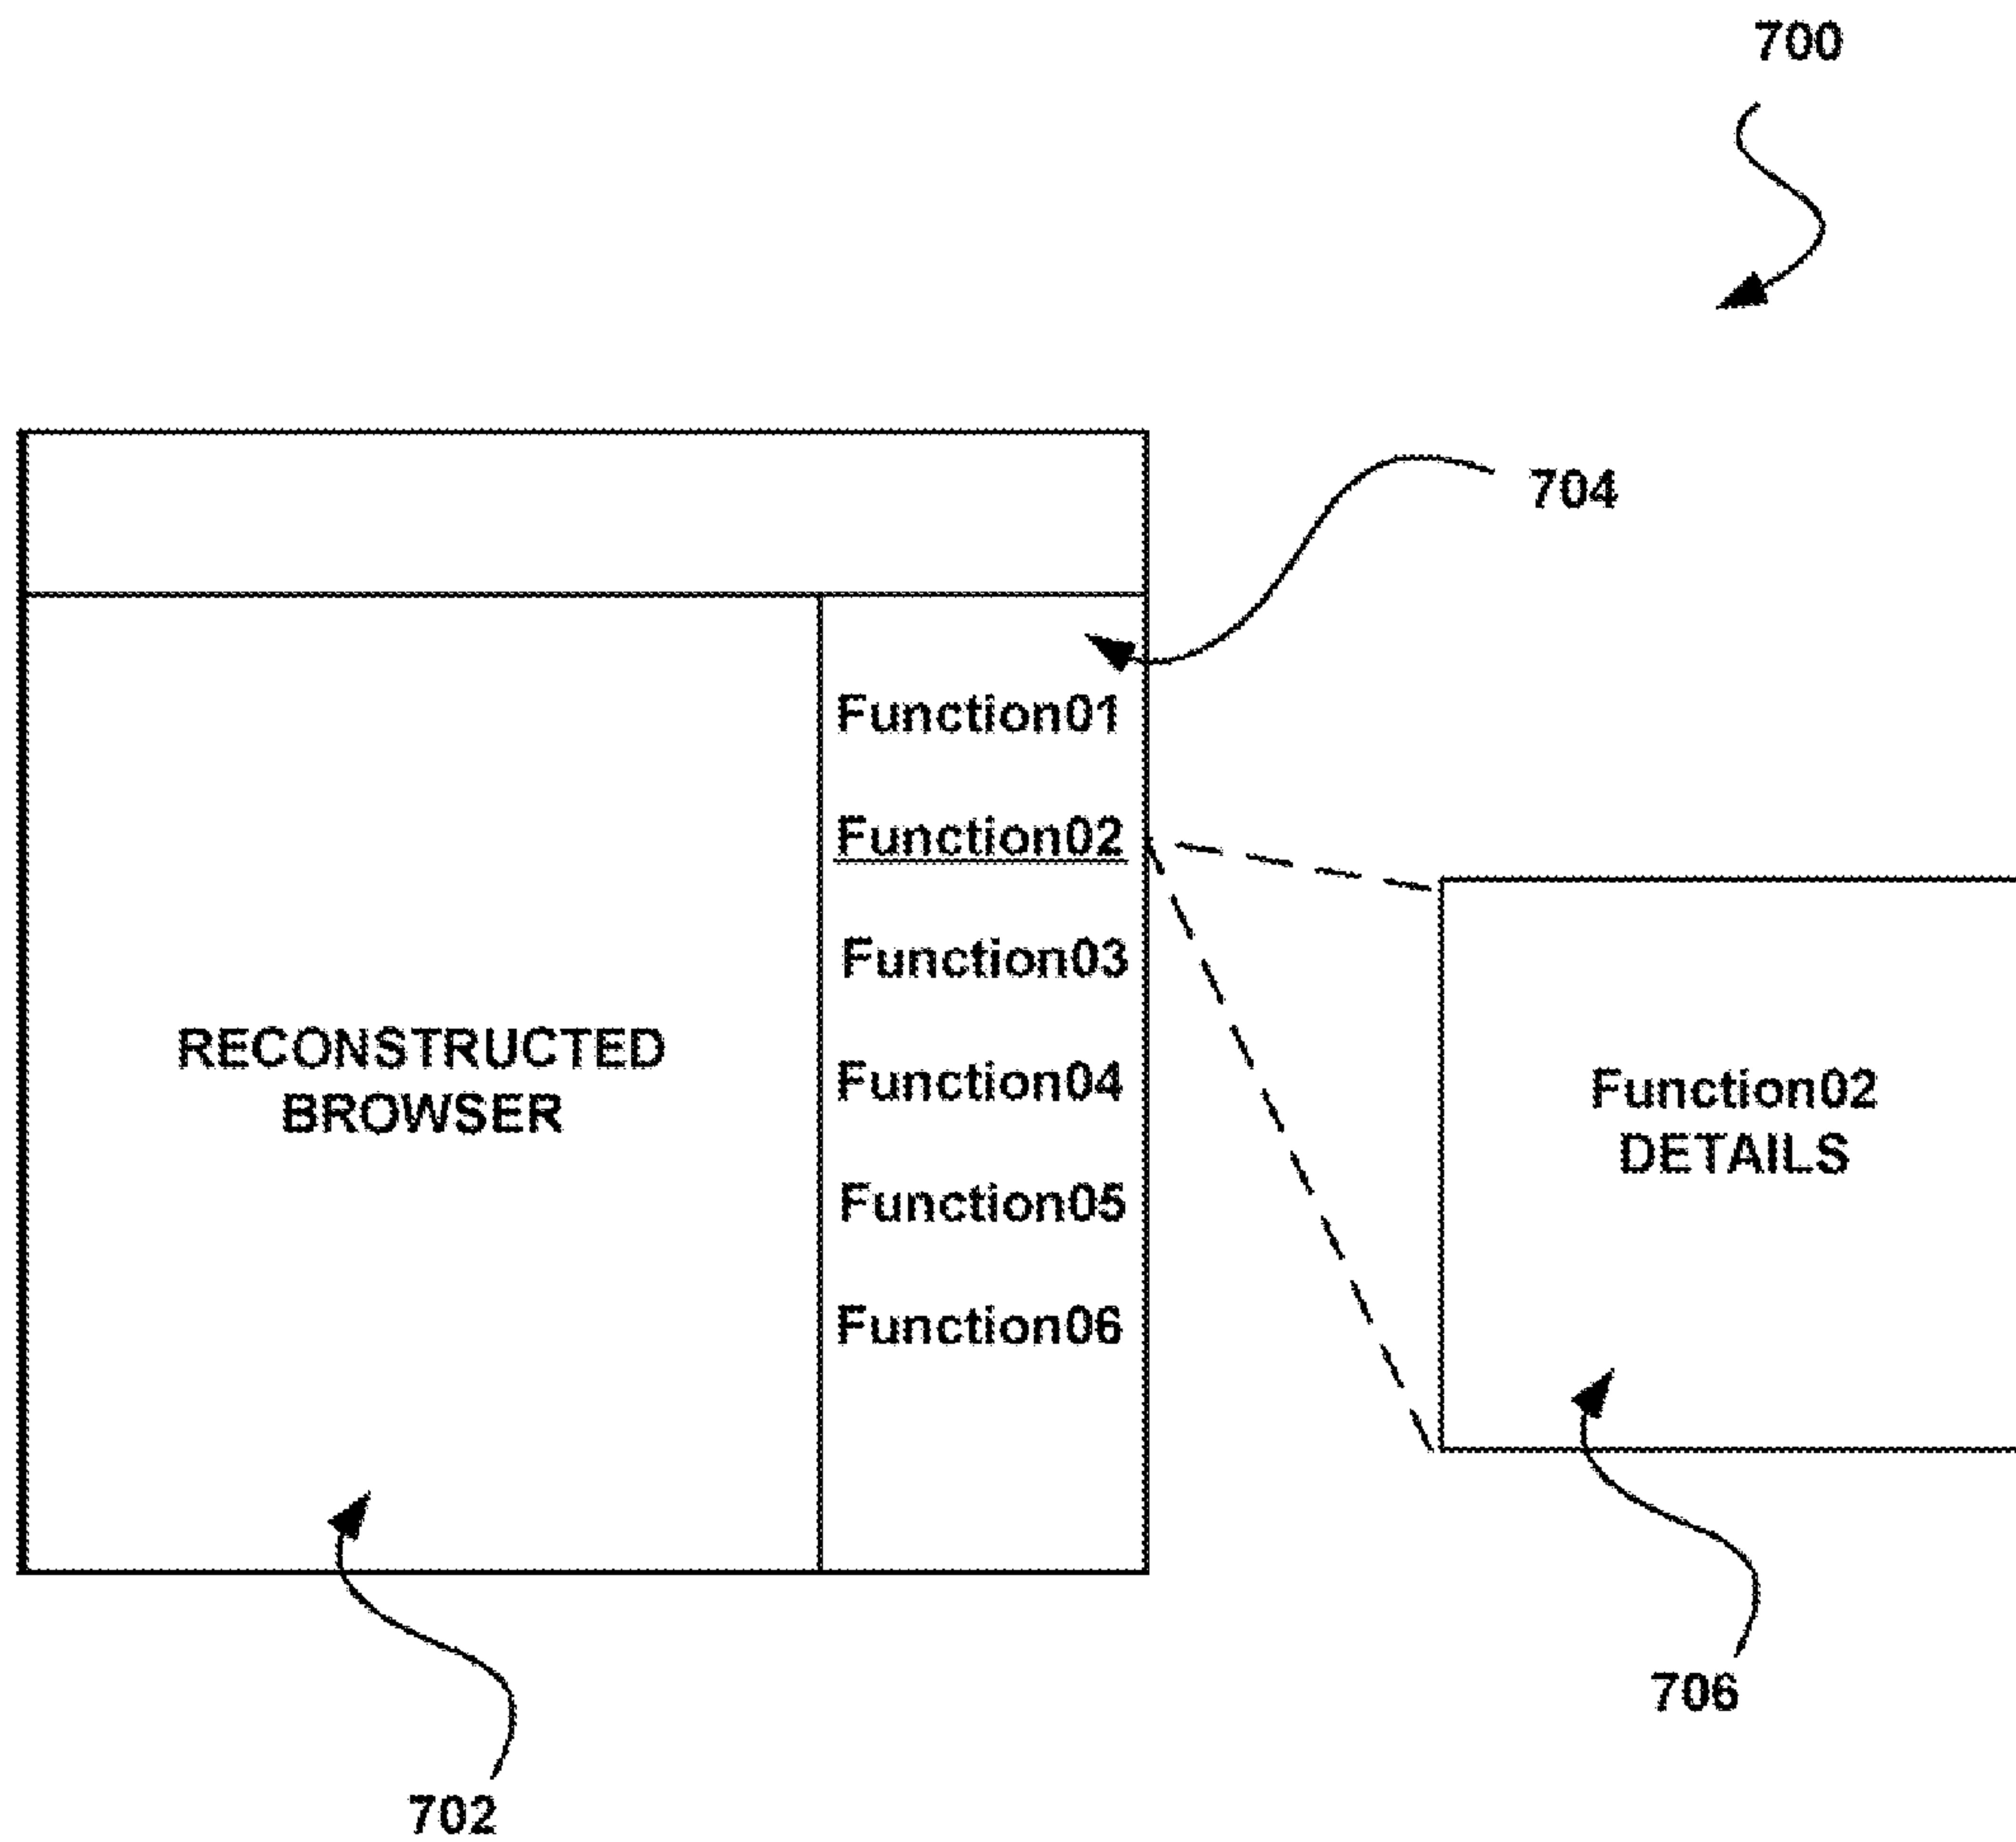 700
704
Function01
Function02
Function03
Function04
Function05
Function06
RECONSTRUCTED
BROWSER
Function02
DETAILS
706
702